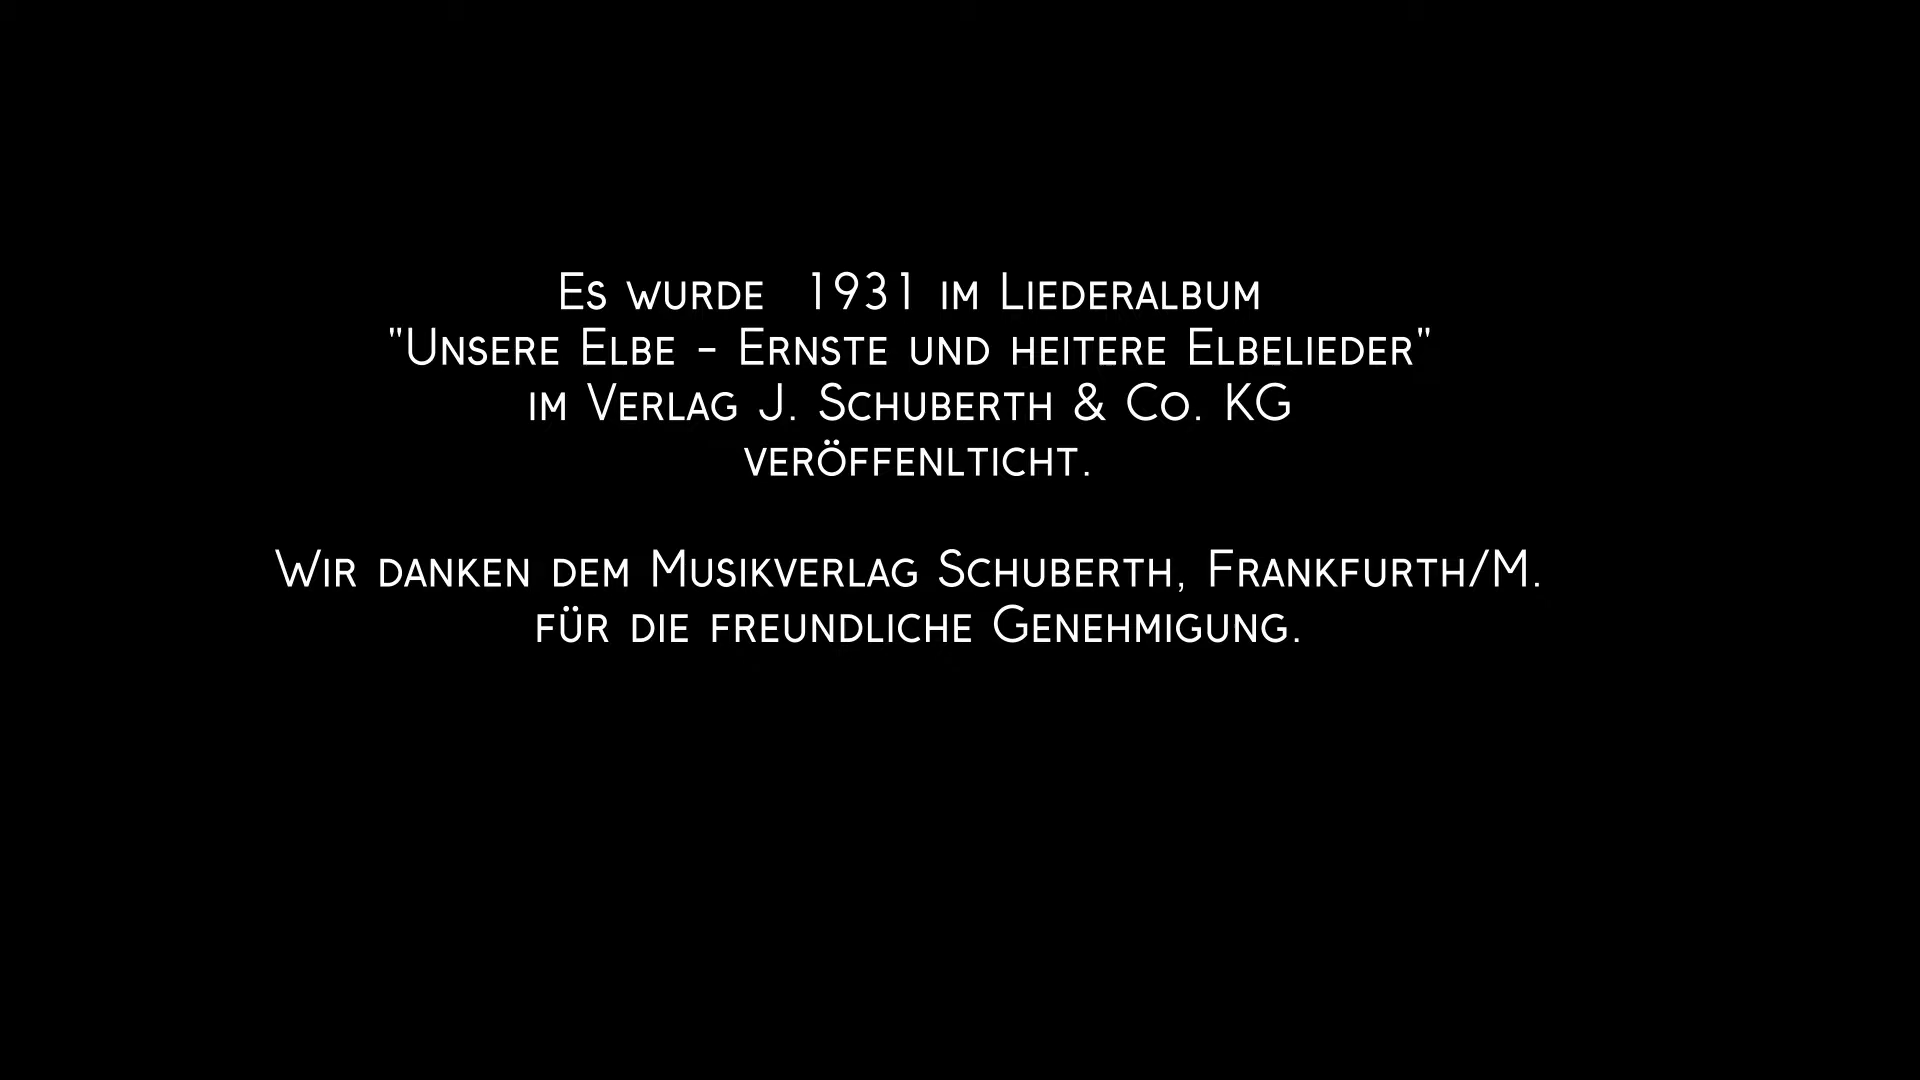 Es wurde  1931 im Liederalbum
"Unsere Elbe - Ernste und heitere Elbelieder"
im Verlag J. Schuberth & Co. KG
veröffenlticht.
Wir danken dem Musikverlag Schuberth, Frankfurth/M.
für die freundliche Genehmigung.